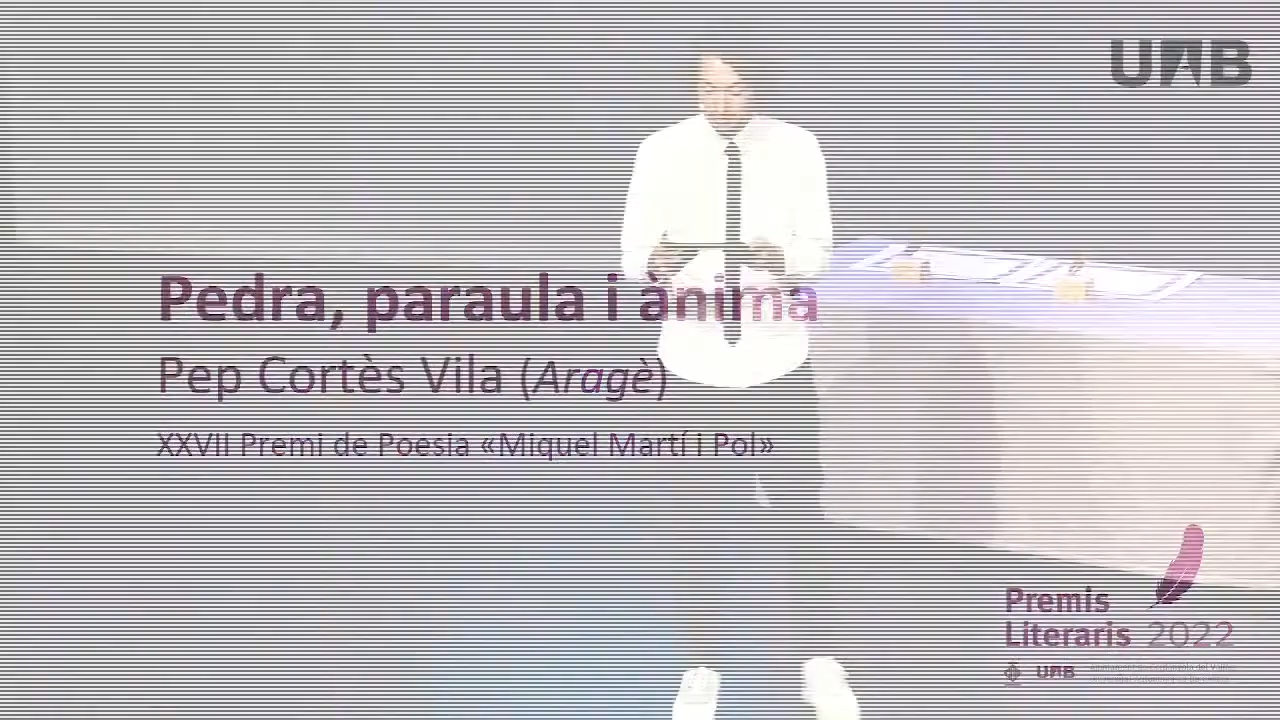 UAB
Pedra, paraula i ànima
Pep Cortès Vila (Aragè)
XXVII Premi de Poesia «Miquel Martí i Pol»
Premis
Literaris 2022
UAB